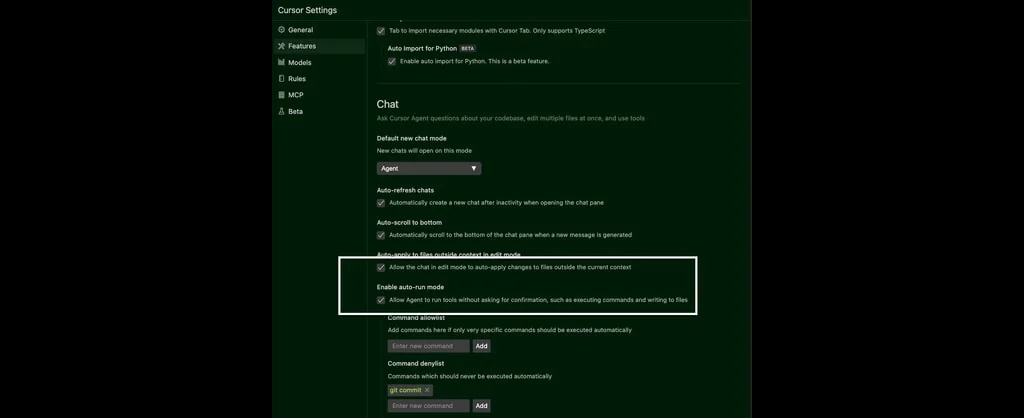 Cursor Settings
General
Features
Models
Rules
MCP
Beta
Tab to import necessary modules with Cursor Tab. Only supports TypeScript
Auto Import for Python BETA
Enable auto import for Python. This is a beta feature.
Chat
Ask Cursor Agent questions about your codebase, edit multiple files at once, and use tools
Default new chat mode
New chats will open on this mode
Agent
Auto-refresh chats
Automatically create a new chat after inactivity when opening the chat pane
Auto-scroll to bottom
Automatically scroll to the bottom of the chat pane when a new message is generated
Auto-apply to files outside context in edit mode
Allow the chat in edit mode to auto-apply changes to files outside the current context
Enable auto-run mode
Allow Agent to run tools without asking for confirmation, such as executing commands and writing to files
Command allowlist
Add commands here if only very specific commands should be executed automatically
Enter new command Add
Command denylist
Commands which should never be executed automatically
git commit ×
Enter new command Add